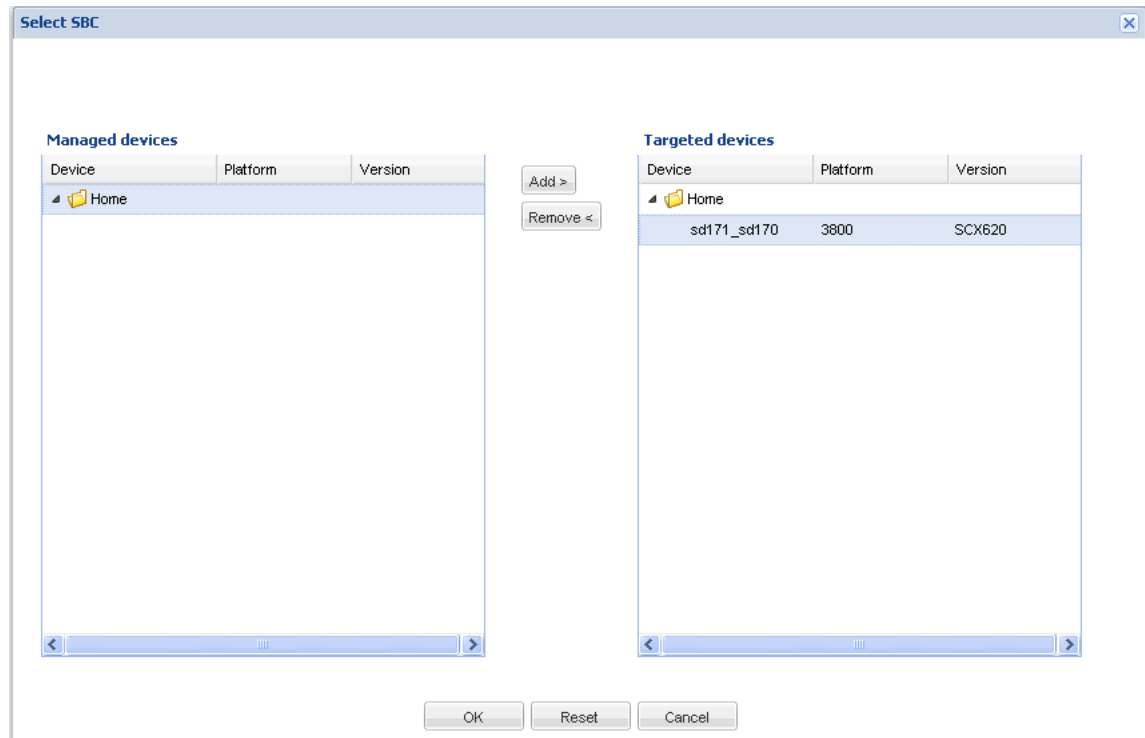 Select SBC
Managed devices
Device Platform Version
Home
Add >
Remove <
Targeted devices
Device Platform Version
Home
sd171_sd170 3800 SCX620
OK Reset Cancel